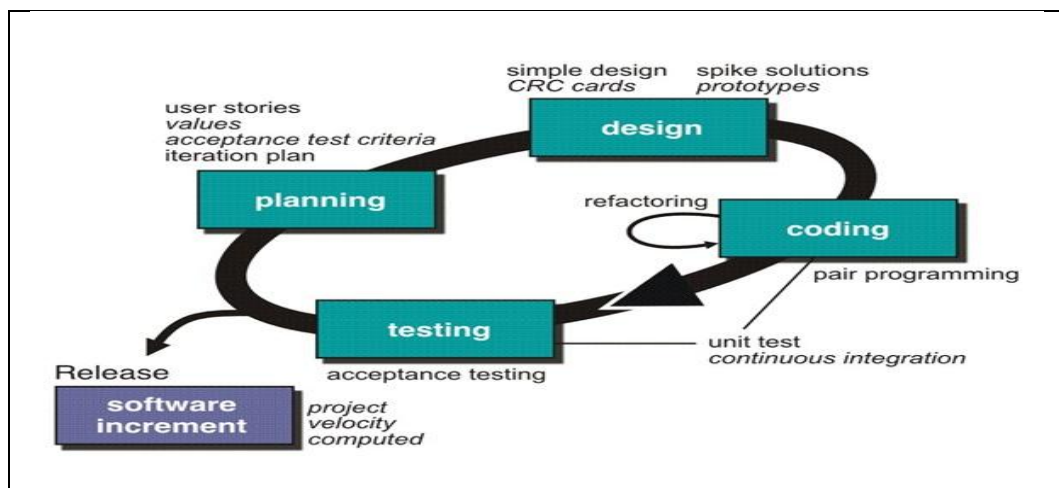 simple design
CRC cards
spike solutions
prototypes
user stories
values
acceptance test criteria
iteration plan
design
planning
refactoring
coding
pair programming
testing
unit test
continuous integration
acceptance testing
Release
software
increment
project
velocity
computed